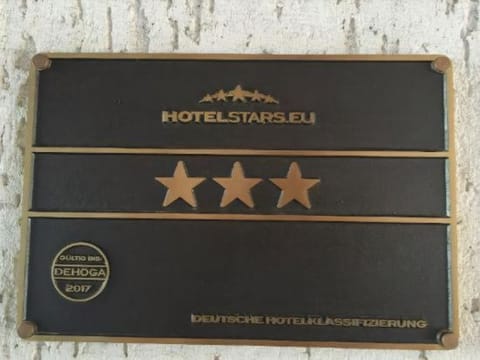 HOTELSTARS.EU
GÜLTIG BIS:
DEHOGA
2017
DEUTSCHE HOTELKLASSIFIZIERUNG